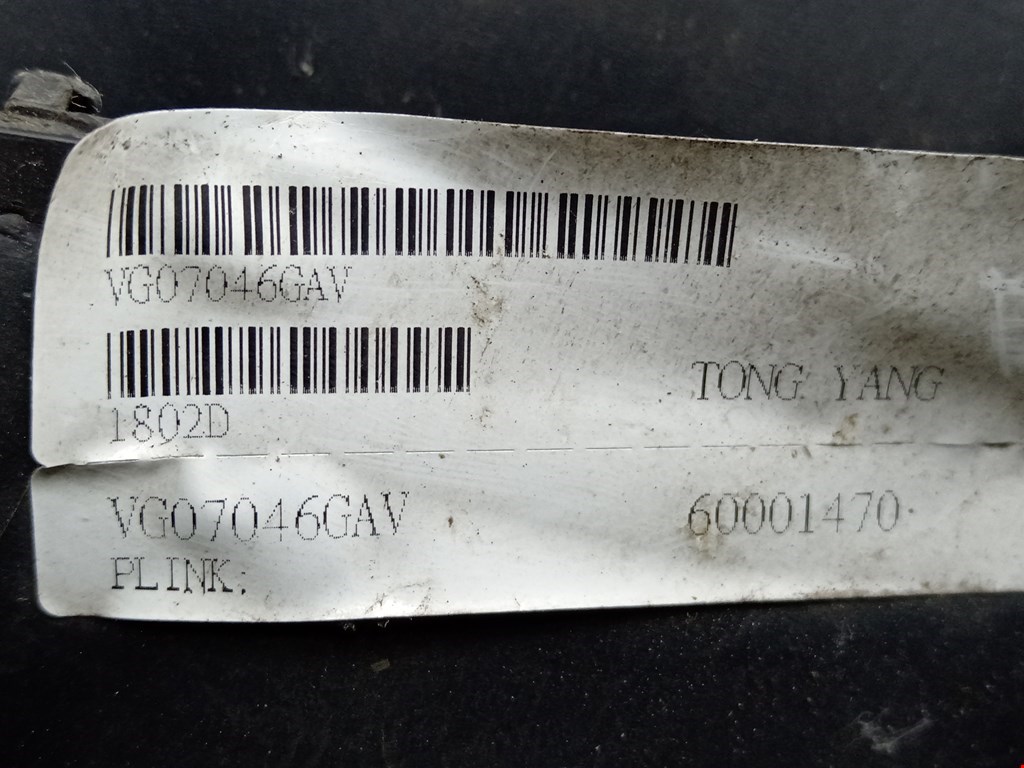 VG07046GAV
1802D
TONG YANG
VG07046GAV
60001470
PLINK;